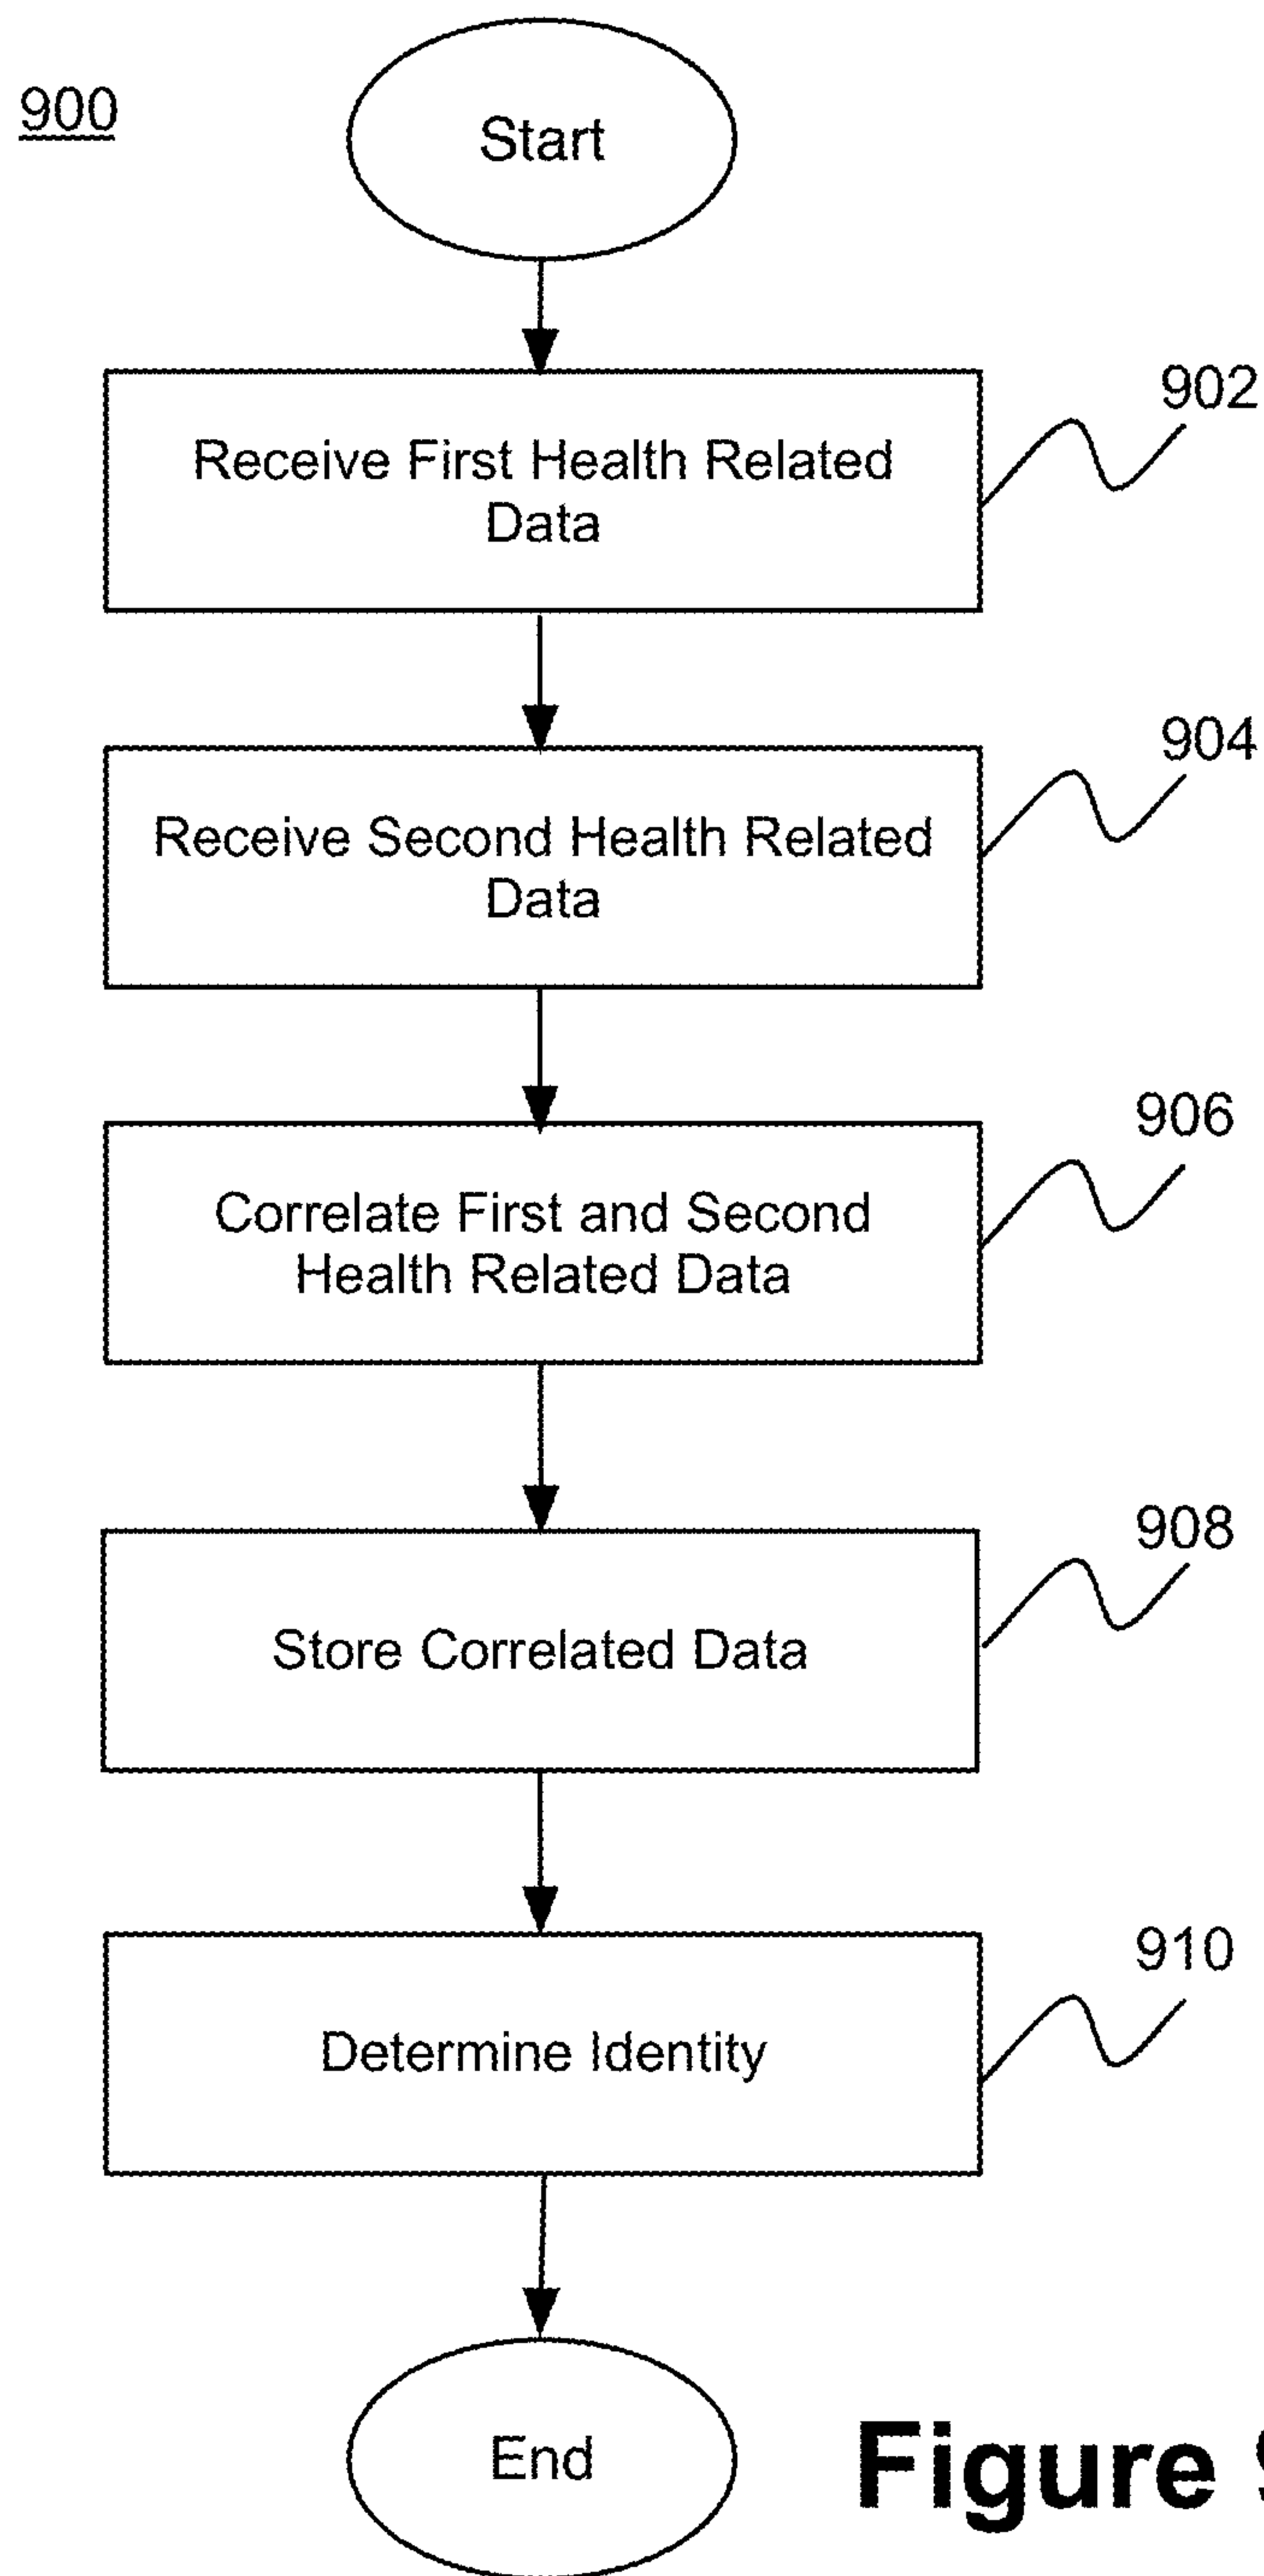 900
Start
902
Receive First Health Related
Data
904
Receive Second Health Related
Data
906
Correlate First and Second
Health Related Data
908
Store Correlated Data
910
Determine Identity
End
Figure